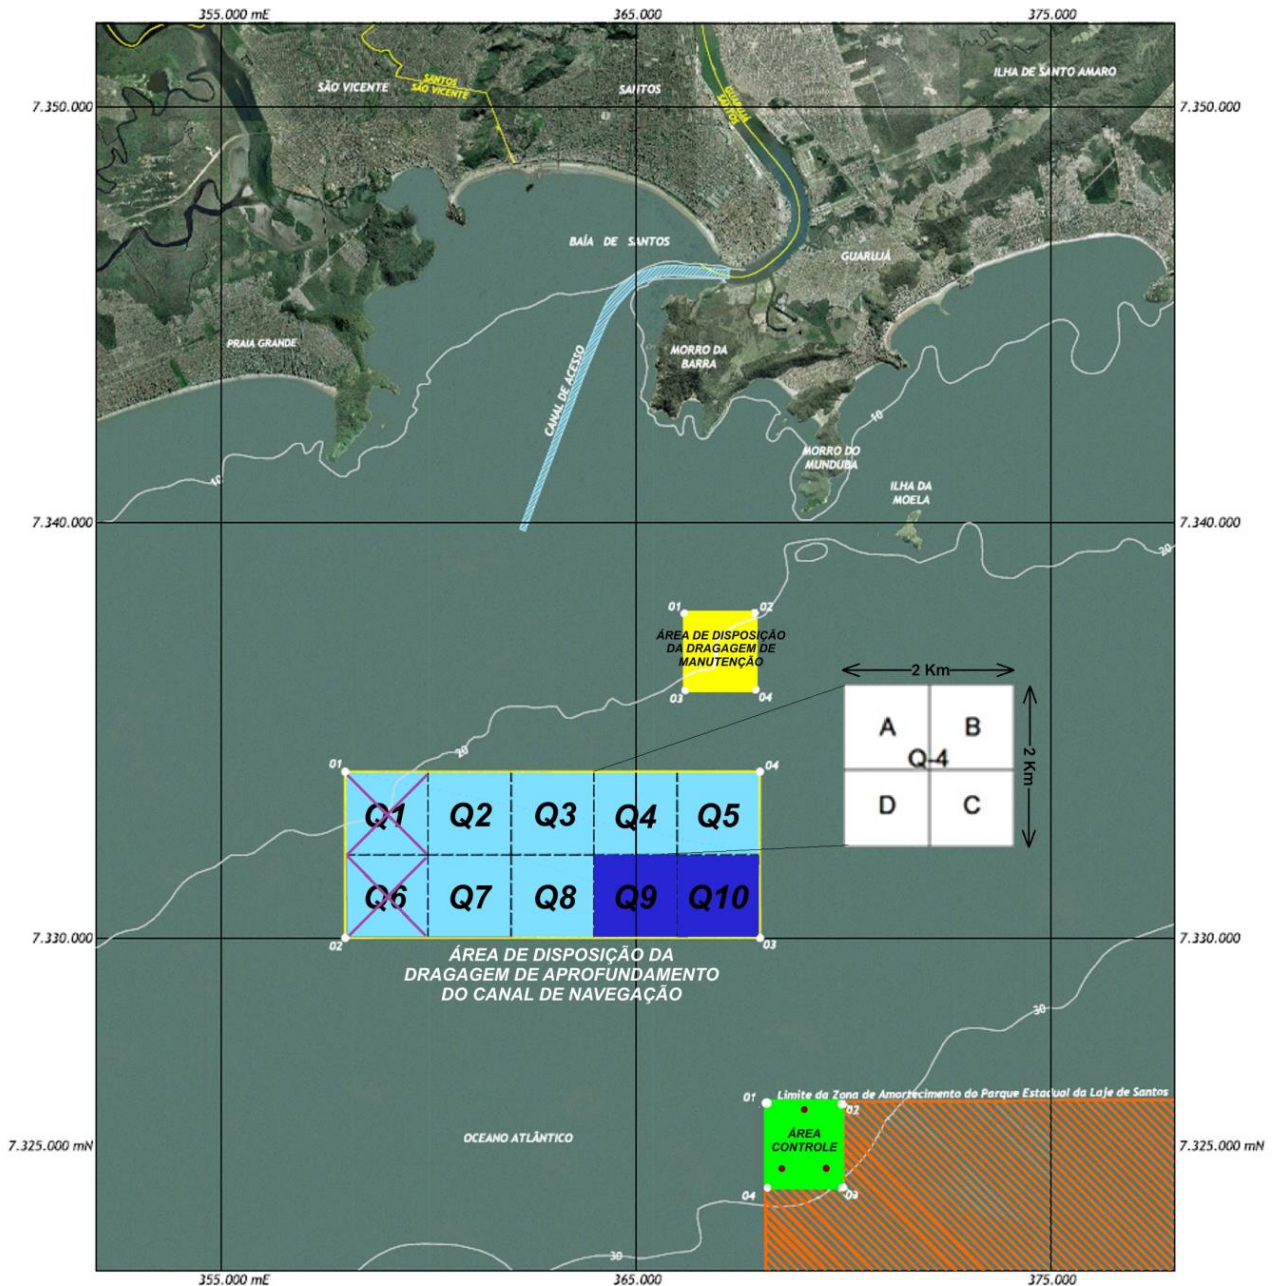 355.000 mE
365.000
375.000
SÃO VICENTE
SANTOS
SÃO VICENTE
SANTOS
GUARUJÁ
SANTOS
ILHA DE SANTO AMARO
7.350.000
7.350.000
BAÍA DE SANTOS
GUARUJÁ
PRAIA GRANDE
MORRO DA
BARRA
CANAL DE ACESSO
10
MORRO DO
MUNDUBA
10
ILHA DA
MOELA
7.340.000
7.340.000
20
01
02
ÁREA DE DISPOSIÇÃO
DA DRAGAGEM DE
MANUTENÇÃO
03
04
2 Km
A
B
Q-4
D
C
2 Km
20
01
04
Q1
Q2
Q3
Q4
Q5
Q6
Q7
Q8
Q9
Q10
7.330.000
02
03
7.330.000
ÁREA DE DISPOSIÇÃO DA
DRAGAGEM DE APROFUNDAMENTO
DO CANAL DE NAVEGAÇÃO
30
01
Limite da Zona de Amortecimento do Parque Estadual da Laje de Santos
02
ÁREA
CONTROLE
7.325.000 mN
OCEANO ATLÂNTICO
7.325.000 mN
04
03
30
355.000 mE
365.000
375.000